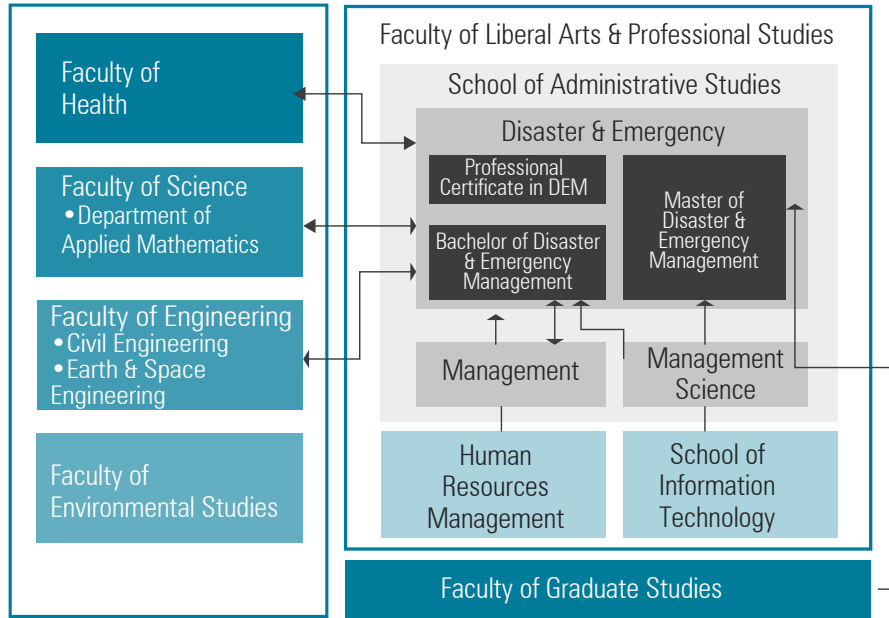 Faculty of
Health
Faculty of Science
•Department of
Applied Mathematics
Faculty of Engineering
•Civil Engineering
•Earth & Space
Engineering
Faculty of
Environmental Studies
Faculty of Liberal Arts & Professional Studies
School of Administrative Studies
Disaster & Emergency
Professional
Certificate in DEM
Bachelor of Disaster
& Emergency
Management
Master of
Disaster &
Emergency
Management
Management
Management
Science
Human
Resources
Management
School of
Information
Technology
Faculty of Graduate Studies